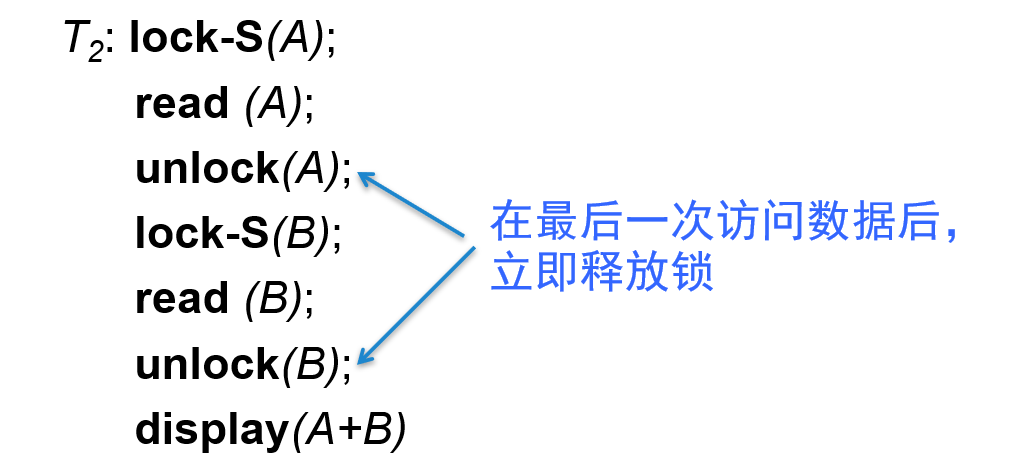 T2: lock-S(A);
read (A);
unlock(A);
lock-S(B);
read (B);
unlock(B);
display(A+B)
在最后一次访问数据后，
立即释放锁